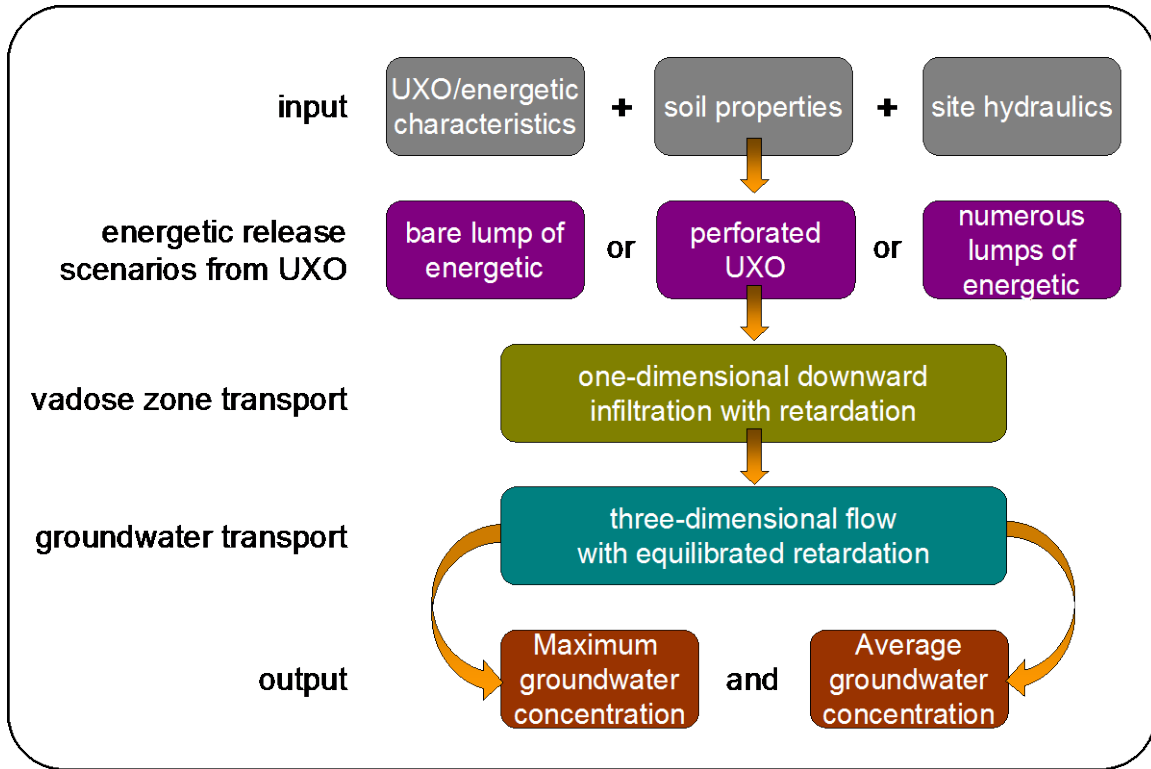 input
UXO/energetic
characteristics
+
soil properties
+
site hydraulics
energetic release
scenarios from UXO
bare lump of
energetic
or
perforated
UXO
or
numerous
lumps of
energetic
vadose zone transport
one-dimensional downward
infiltration with retardation
groundwater transport
three-dimensional flow
with equilibrated retardation
output
Maximum
groundwater
concentration
and
Average
groundwater
concentration